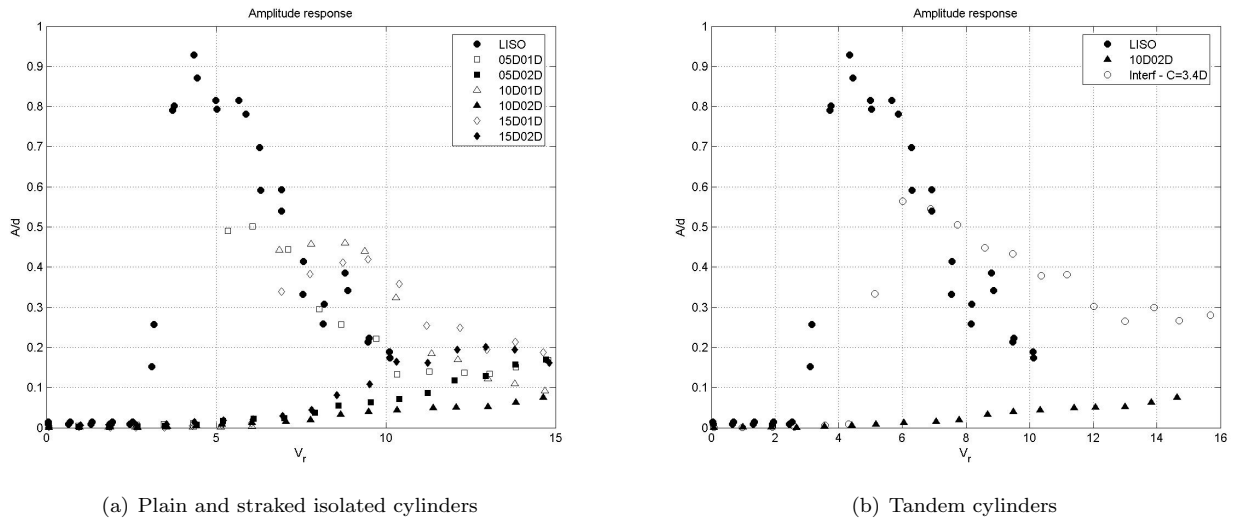 Amplitude response
1
0.9
0.8
0.7
0.6
0.5
0.4
0.3
0.2
0.1
0
A/d
0
5
10
15
V_r
LISO
05D01D
05D02D
10D01D
10D02D
15D01D
15D02D
(a) Plain and straked isolated cylinders
Amplitude response
1
0.9
0.8
0.7
0.6
0.5
0.4
0.3
0.2
0.1
0
A/d
0
2
4
6
8
10
12
14
16
V_r
LISO
10D02D
Interf - C=3.4D
(b) Tandem cylinders